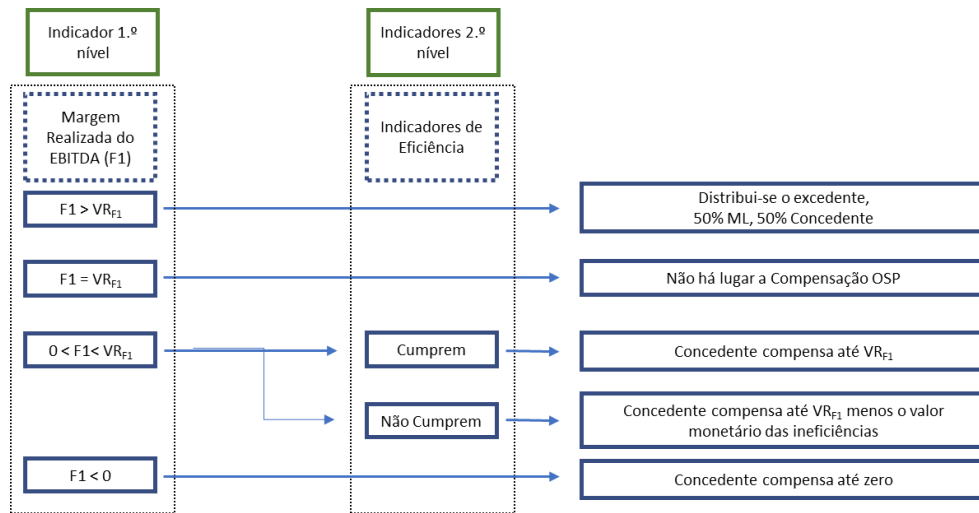 Indicador 1.º
nível
Indicadores 2.º
nível
Margem
Realizada do
EBITDA (F1)
Indicadores de
Eficiência
F1 > VRF1
Distribui-se o excedente,
50% ML, 50% Concedente
F1 = VRF1
Não há lugar a Compensação OSP
0 < F1< VRF1
Cumprem
Concedente compensa até VRF1
Não Cumprem
Concedente compensa até VRF1 menos o valor
monetário das ineficiências
F1 < 0
Concedente compensa até zero